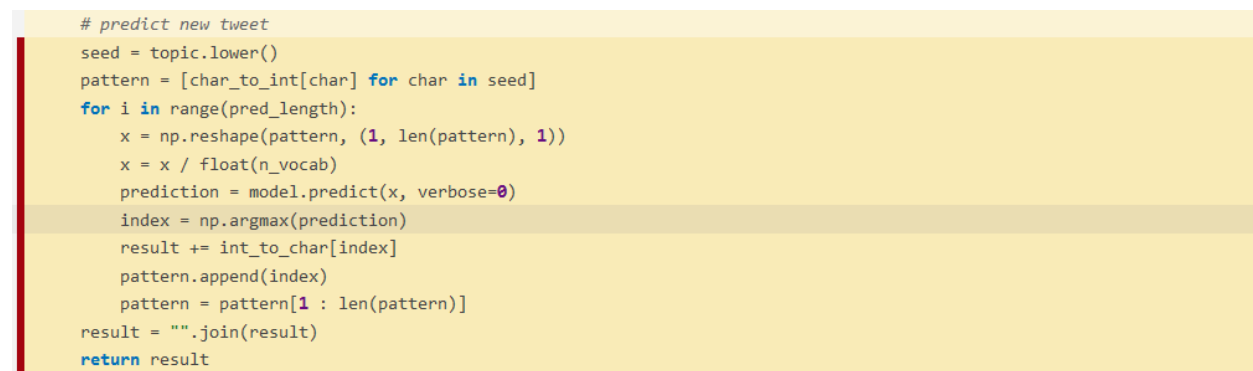 # predict new tweet
seed = topic.lower()
pattern = [char_to_int[char] for char in seed]
for i in range(pred_length):
    x = np.reshape(pattern, (1, len(pattern), 1))
    x = x / float(n_vocab)
    prediction = model.predict(x, verbose=0)
    index = np.argmax(prediction)
    result += int_to_char[index]
    pattern.append(index)
    pattern = pattern[1 : len(pattern)]
result = "".join(result)
return result